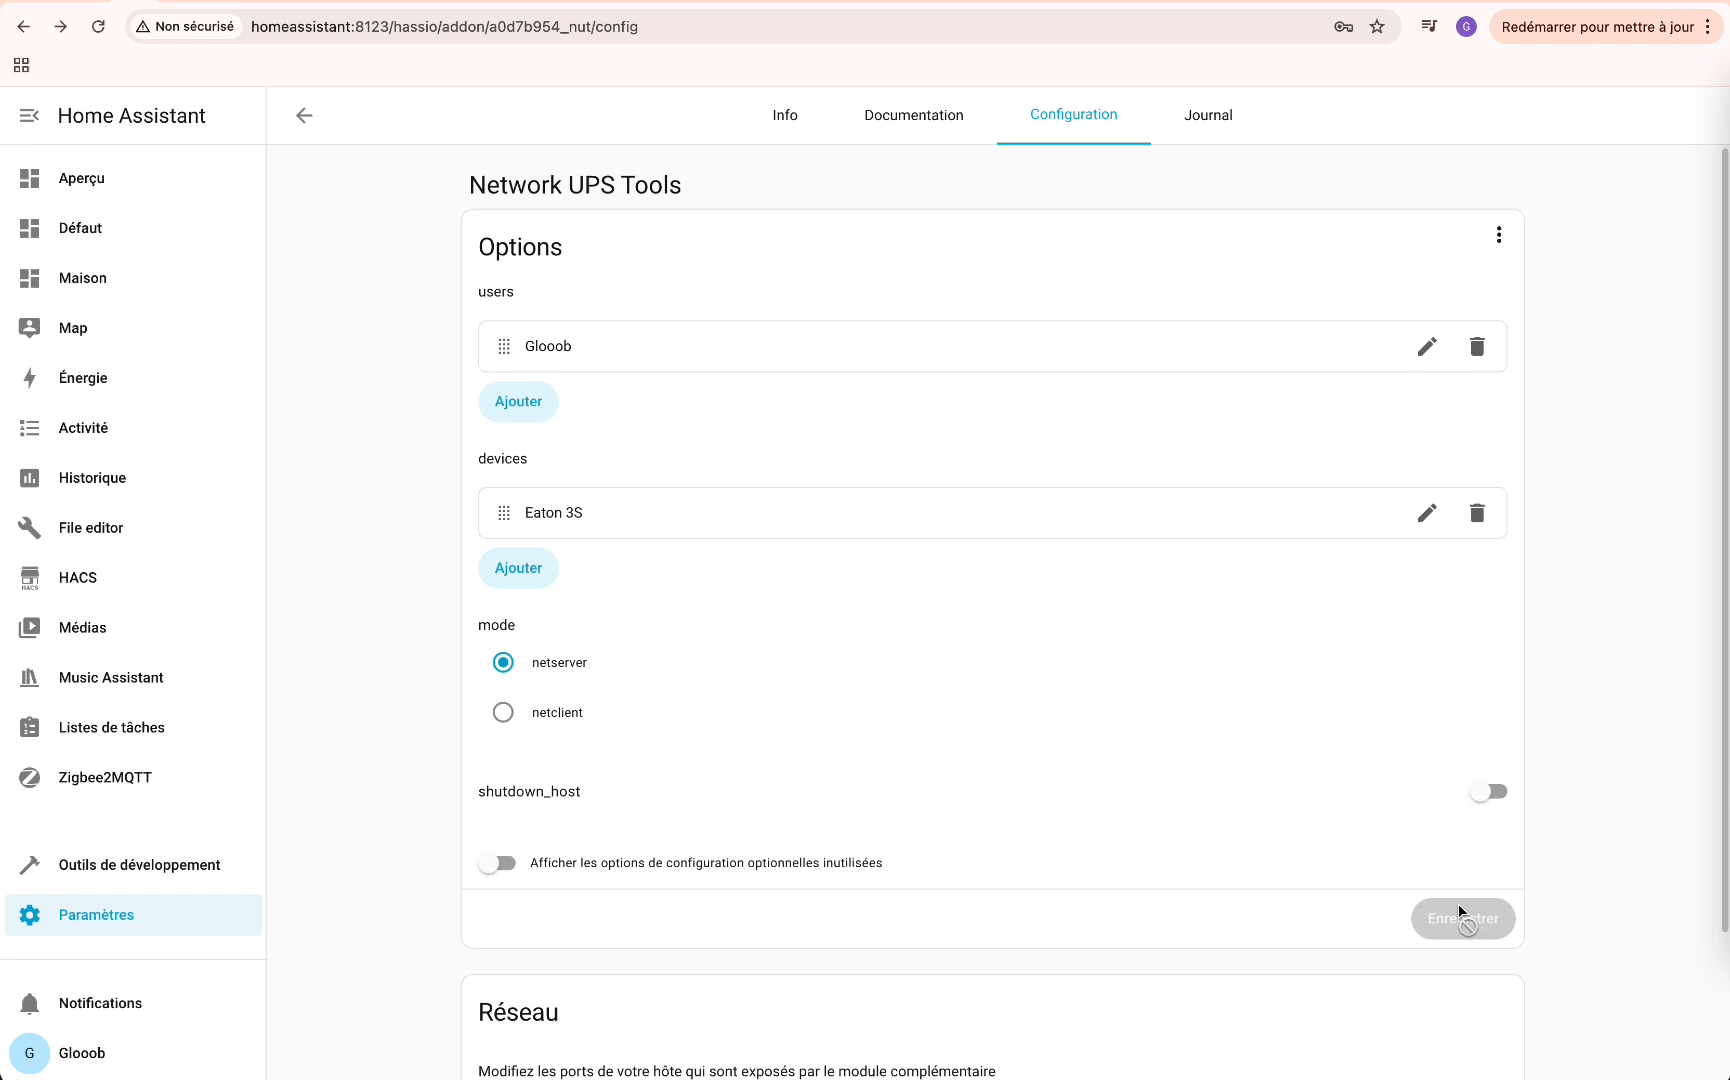 Non sécurisé
homeassistant:8123/hassio/addon/a0d7b954_nut/config
G
Redémarrer pour mettre à jour
Home Assistant
Info
Documentation
Configuration
Journal
Aperçu
Défaut
Maison
Map
Énergie
Activité
Historique
File editor
HACS
HACS
Médias
Music Assistant
Listes de tâches
Zigbee2MQTT
Outils de développement
Paramètres
Notifications
G
Glooob
Network UPS Tools
Options
users
Glooob
Ajouter
devices
Eaton 3S
Ajouter
mode
netserver
netclient
shutdown_host
Afficher les options de configuration optionnelles inutilisées
Enregistrer
Réseau
Modifiez les ports de votre hôte qui sont exposés par le module complémentaire